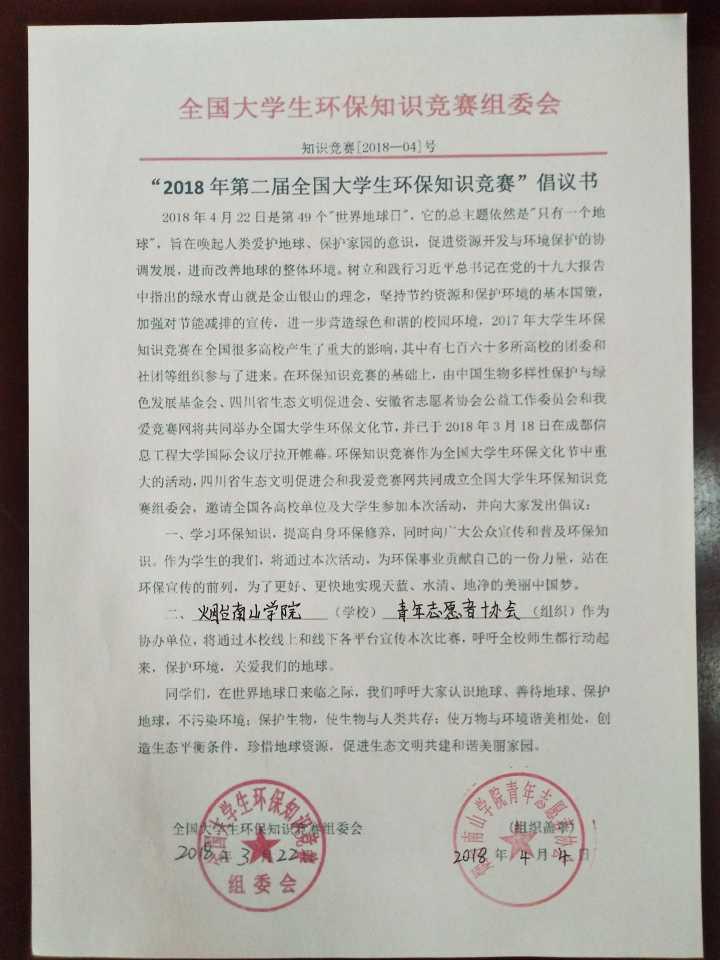 全国大学生环保知识竞赛组委会
知识竞赛[2018—04]号
“2018 年第二届全国大学生环保知识竞赛”倡议书
2018 年 4 月 22 日是第 49 个"世界地球日"，它的总主题依然是"只有一个地
球"，旨在唤起人类爱护地球、保护家园的意识，促进资源开发与环境保护的协
调发展，进而改善地球的整体环境。树立和践行习近平总书记在党的十九大报告
中指出的绿水青山就是金山银山的理念，坚持节约资源和保护环境的基本国策，
加强对节能减排的宣传，进一步营造绿色和谐的校园环境，2017 年大学生环保
知识竞赛在全国很多高校产生了重大的影响，其中有七百六十多所高校的团委和
社团等组织参与了进来。在环保知识竞赛的基础上，由中国生物多样性保护与绿
色发展基金会、四川省生态文明促进会、安徽省志愿者协会公益工作委员会和我
爱竞赛网将共同举办全国大学生环保文化节，并已于 2018 年 3 月 18 日在成都信
息工程大学国际会议厅拉开帷幕。环保知识竞赛作为全国大学生环保文化节中重
大的活动，四川省生态文明促进会和我爱竞赛网共同成立全国大学生环保知识竞
赛组委会，邀请全国各高校单位及大学生参加本次活动，并向大家发出倡议：
一、学习环保知识，提高自身环保修养，同时向广大公众宣传和普及环保知
识。作为学生的我们，将通过本次活动，为环保事业贡献自己的一份力量，站在
环保宣传的前列，为了更好、更快地实现天蓝、水清、地净的美丽中国梦。
二、烟台南山学院（学校）青年志愿者协会（组织）作为
协办单位，将通过本校线上和线下各平台宣传本次比赛，呼吁全校师生都行动起
来，保护环境，关爱我们的地球。
同学们，在世界地球日来临之际，我们呼吁大家认识地球、善待地球、保护
地球，不污染环境；保护生物，使生物与人类共存；使万物与环境谐美相处，创
造生态平衡条件，珍惜地球资源，促进生态文明共建和谐美丽家园。
全国大学生环保知识竞赛组委会
2018年 3月22日
全国大学生环保知识竞赛
组委会
（组织盖章）
2018 年 4 月 4 日
南山学院青年志愿者协会